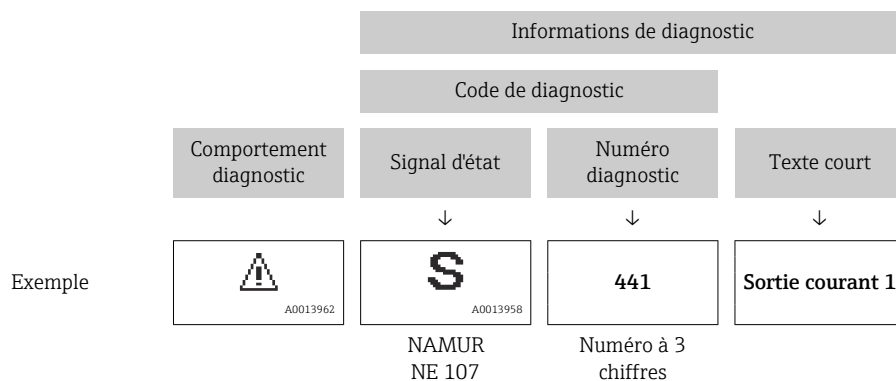 Informations de diagnostic
Code de diagnostic
Comportement
diagnostic
Signal d'état
Numéro
diagnostic
Texte court
↓ ↓ ↓
Exemple
S
441
Sortie courant 1
A0013962
A0013958
NAMUR
NE 107
Numéro à 3
chiffres